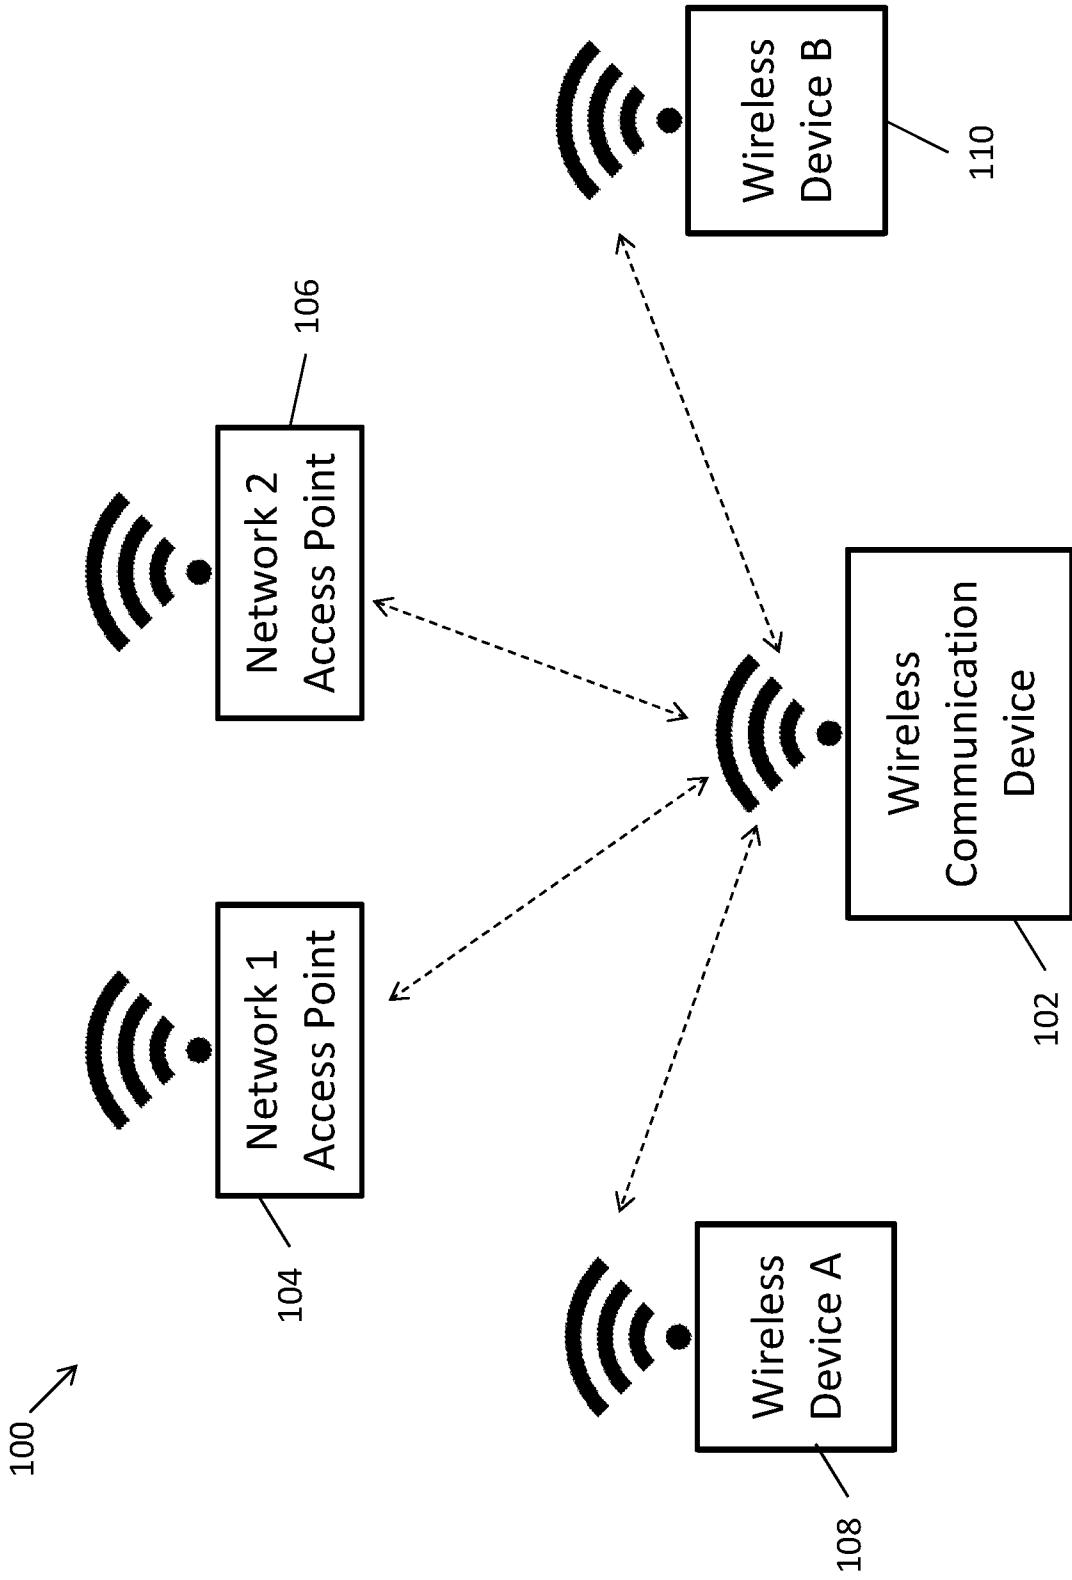 100
104
Network 1
Access Point
Network 2
Access Point
106
108
Wireless
Device A
102
Wireless
Communication
Device
Wireless
Device B
110